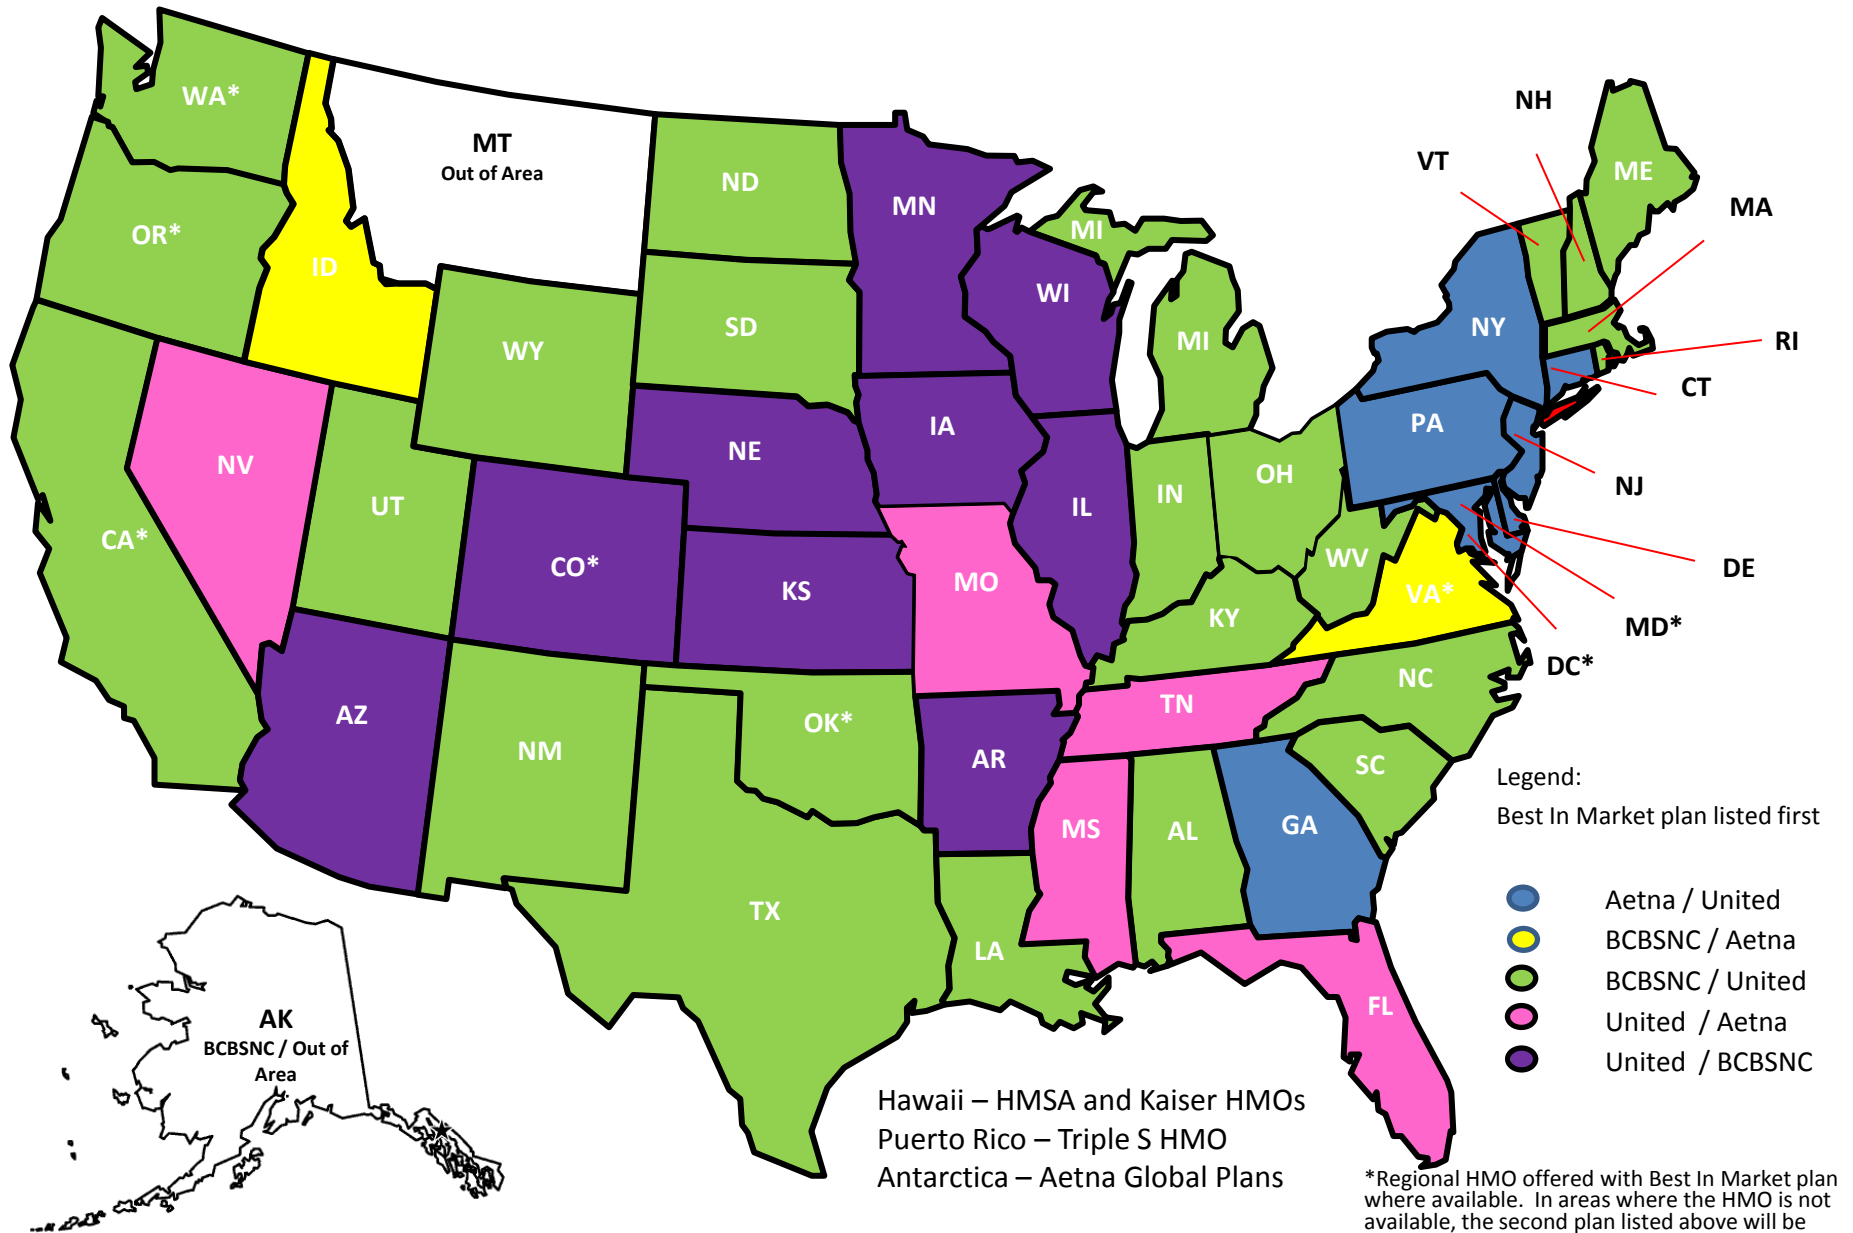 WA*
OR*
CA*
ID
NV
MT
Out of Area
WY
UT
AZ
CO*
NM
ND
SD
NE
KS
OK*
TX
MN
IA
MO
AR
LA
WI
IL
MI
MI
IN
OH
KY
TN
MS
AL
GA
FL
SC
NC
VA*
WV
PA
NY
VT
NH
ME
MA
RI
CT
NJ
DE
MD*
DC*
AK
BCBSNC / Out of
Area
Hawaii – HMSA and Kaiser HMOs
Puerto Rico – Triple S HMO
Antarctica – Aetna Global Plans
Legend:
Best In Market plan listed first
Aetna / United
BCBSNC / Aetna
BCBSNC / United
United / Aetna
United / BCBSNC
*Regional HMO offered with Best In Market plan
where available. In areas where the HMO is not
available, the second plan listed above will be